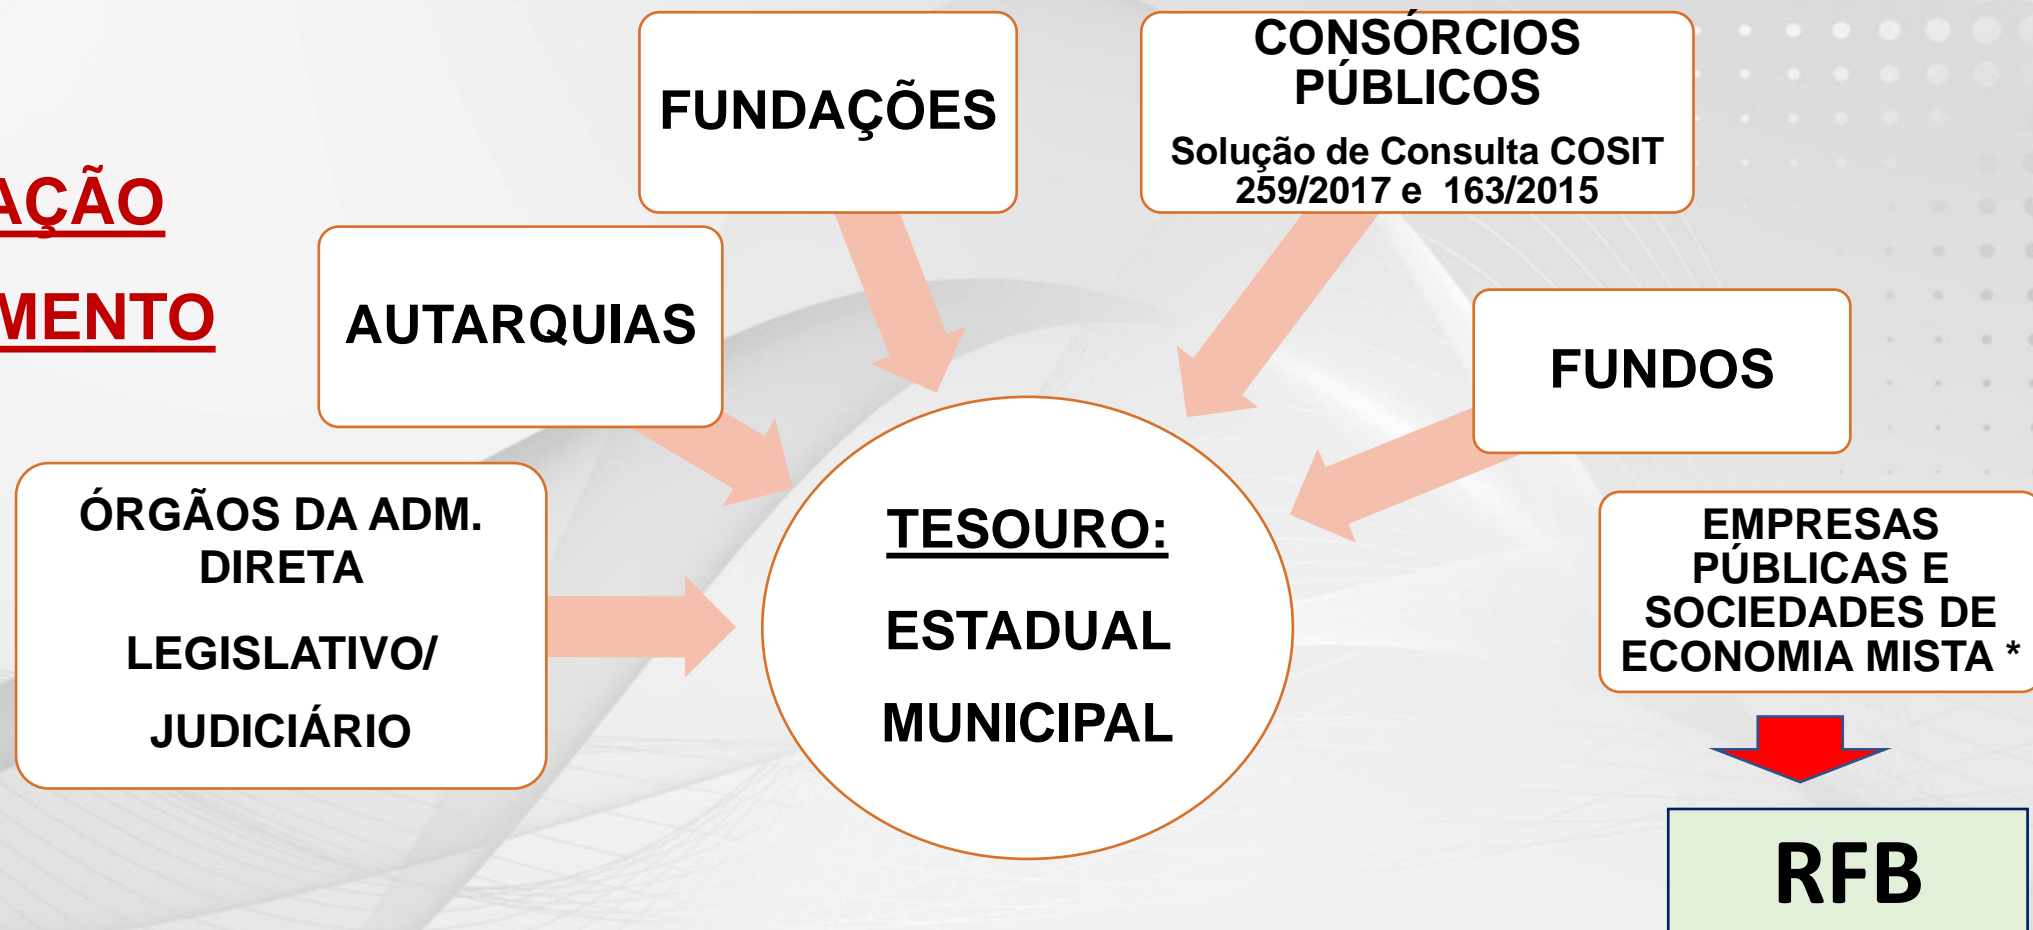 AÇÃO
MENTO
FUNDAÇÕES
CONSÓRCIOS
PÚBLICOS
Solução de Consulta COSIT
259/2017 e 163/2015
AUTARQUIAS
FUNDOS
ÓRGÃOS DA ADM.
DIRETA
LEGISLATIVO/
JUDICIÁRIO
TESOURO:
ESTADUAL
MUNICIPAL
EMPRESAS
PÚBLICAS E
SOCIEDADES DE
ECONOMIA MISTA *
RFB